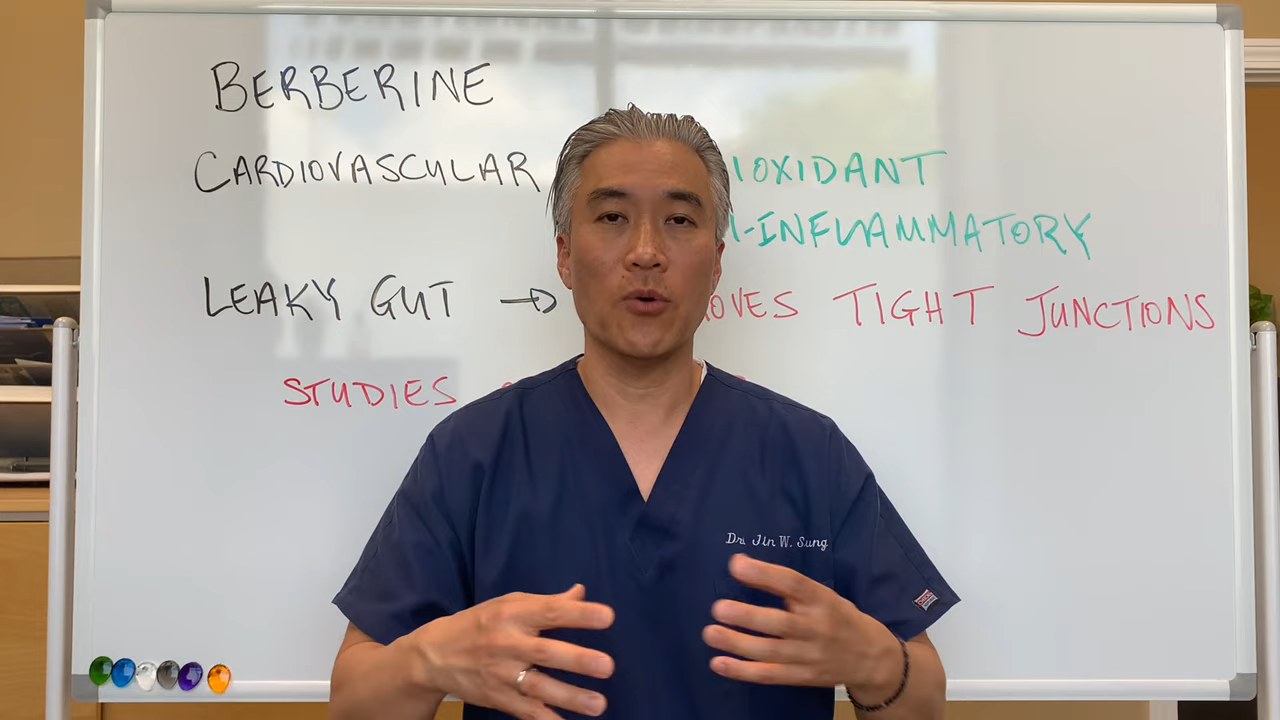 BERBERINE
CARDIOVASCULAR IOXIDANT
I-INFLAMMATORY
LEAKY GUT → OVES TIGHT JUNCTIONS
STUDIES
Dr. Jin W. Sung